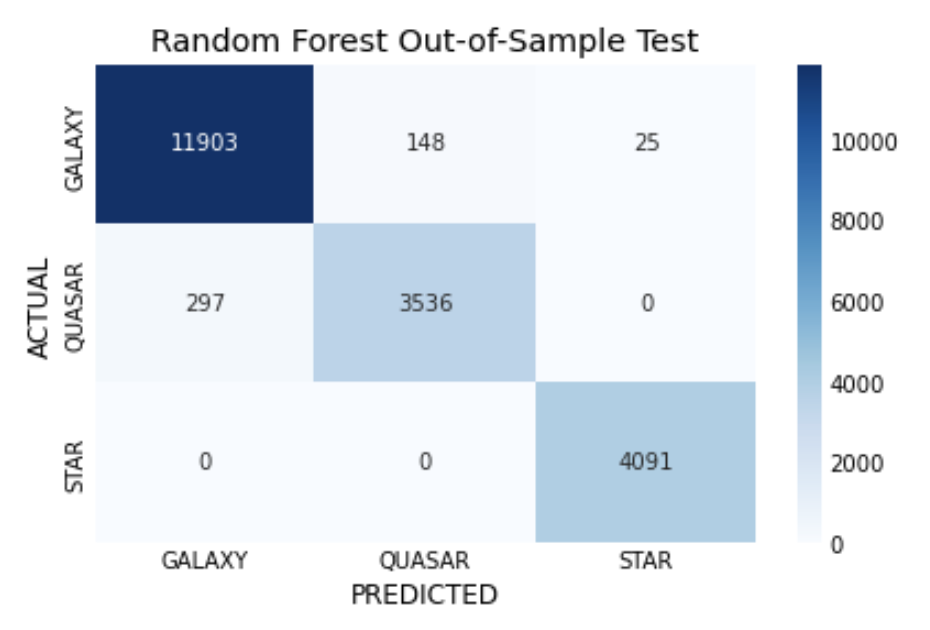 Random Forest Out-of-Sample Test
ACTUAL
GALAXY
11903 148 25
QUASAR
297 3536 0
STAR
0 0 4091
GALAXY QUASAR STAR
PREDICTED
10000
8000
6000
4000
2000
0